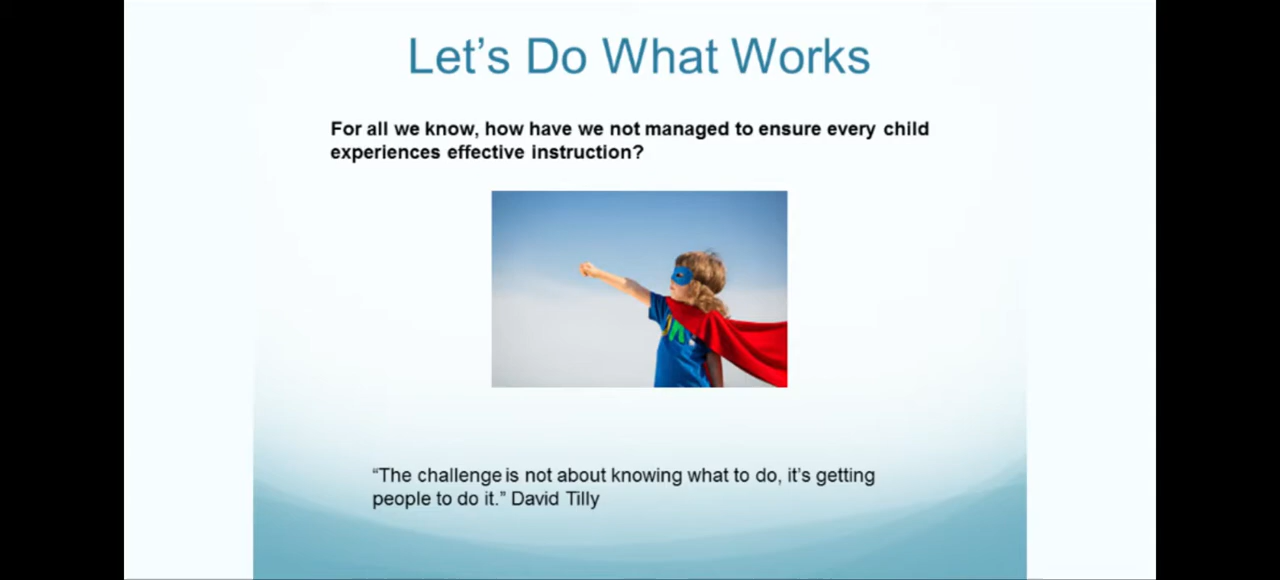 Let’s Do What Works
For all we know, how have we not managed to ensure every child
experiences effective instruction?
“The challenge is not about knowing what to do, it’s getting
people to do it.” David Tilly